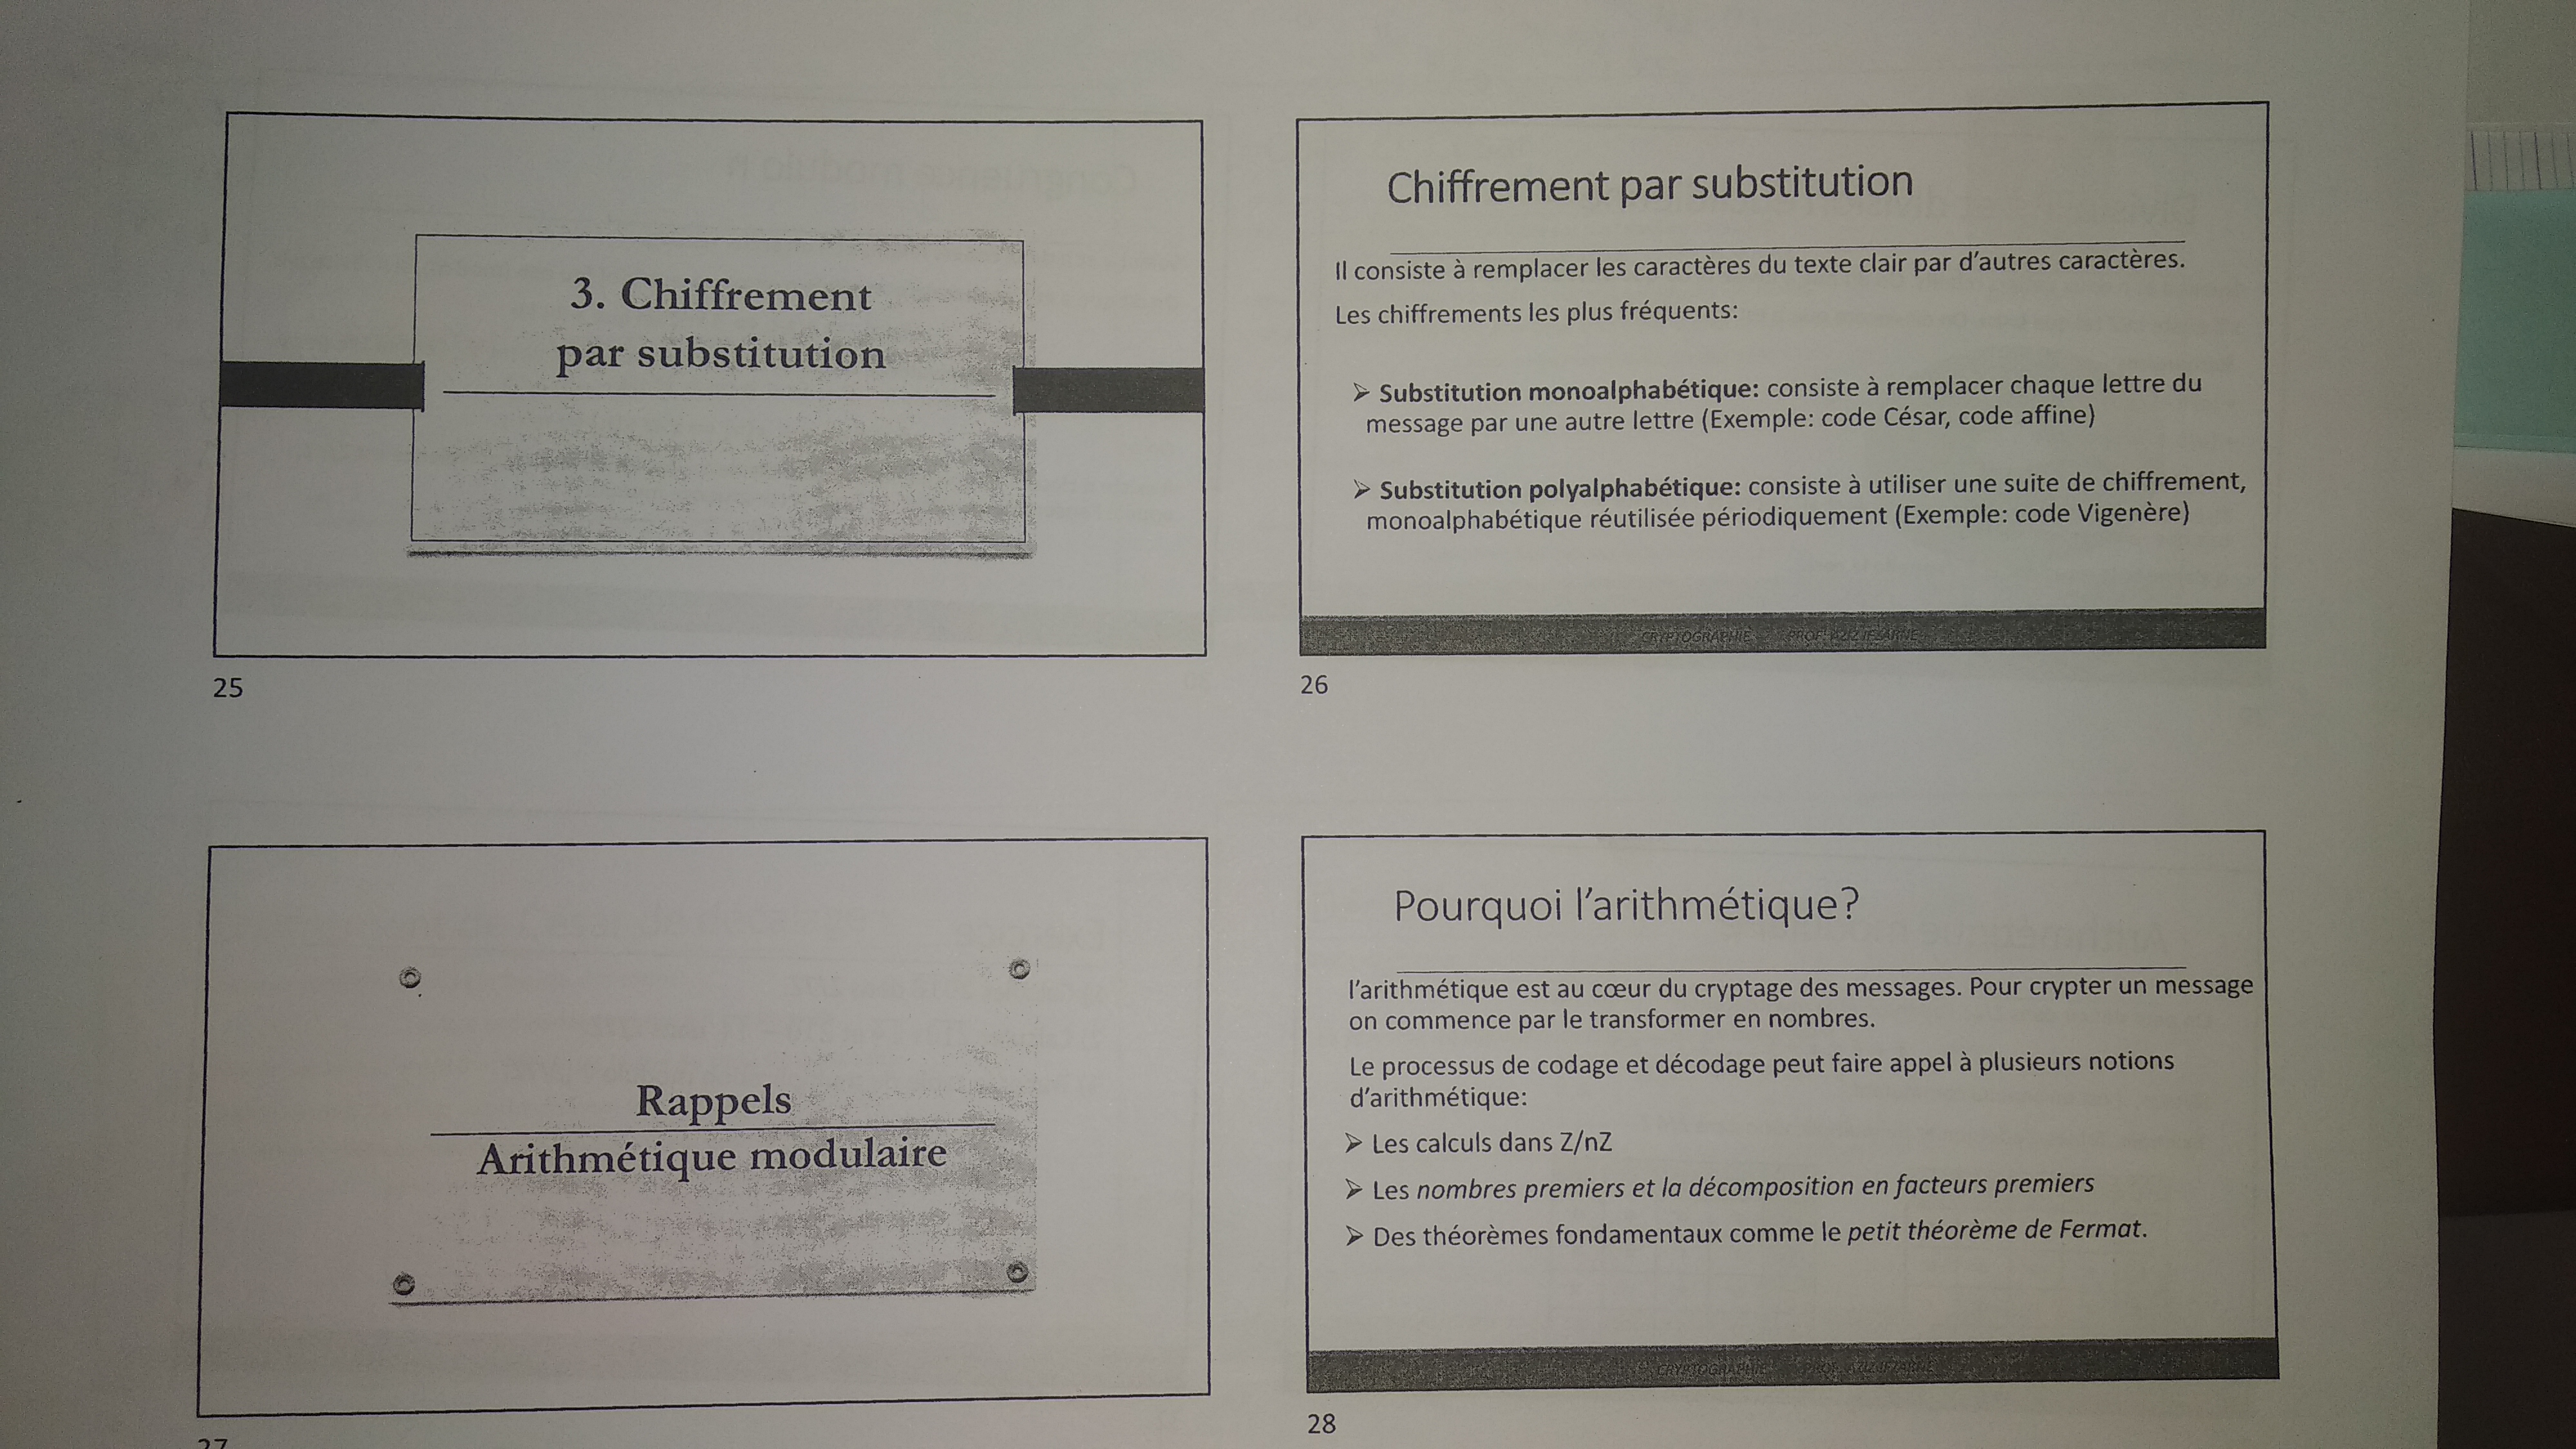 3. Chiffrement
par substitution
25
Chiffrement par substitution
Il consiste à remplacer les caractères du texte clair par d'autres caractères.
Les chiffrements les plus fréquents:
➢ Substitution monoalphabétique: consiste à remplacer chaque lettre du
message par une autre lettre (Exemple: code César, code affine)
➢ Substitution polyalphabétique: consiste à utiliser une suite de chiffrement,
monoalphabétique réutilisée périodiquement (Exemple: code Vigenère)
CRYPTOGRAPHIE PROF. AZIZ
26
Rappels
Arithmétique modulaire
27
Pourquoi l'arithmétique?
l'arithmétique est au cœur du cryptage des messages. Pour crypter un message
on commence par le transformer en nombres.
Le processus de codage et décodage peut faire appel à plusieurs notions
d'arithmétique:
➢ Les calculs dans Z/nZ
➢ Les nombres premiers et la décomposition en facteurs premiers
➢ Des théorèmes fondamentaux comme le petit théorème de Fermat.
CRYPTOGRAPHIE PROF. AZIZ
28